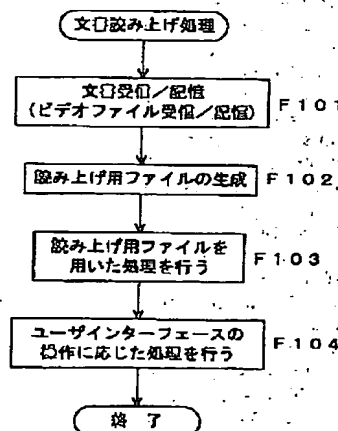 文書読み上げ処理
文書受信／記憶
(ビデオファイル受信／記憶)
F101
読み上げ用ファイルの生成
F102
読み上げ用ファイルを
用いた処理を行う
F103
ユーザインターフェースの
操作に応じた処理を行う
F104
終了